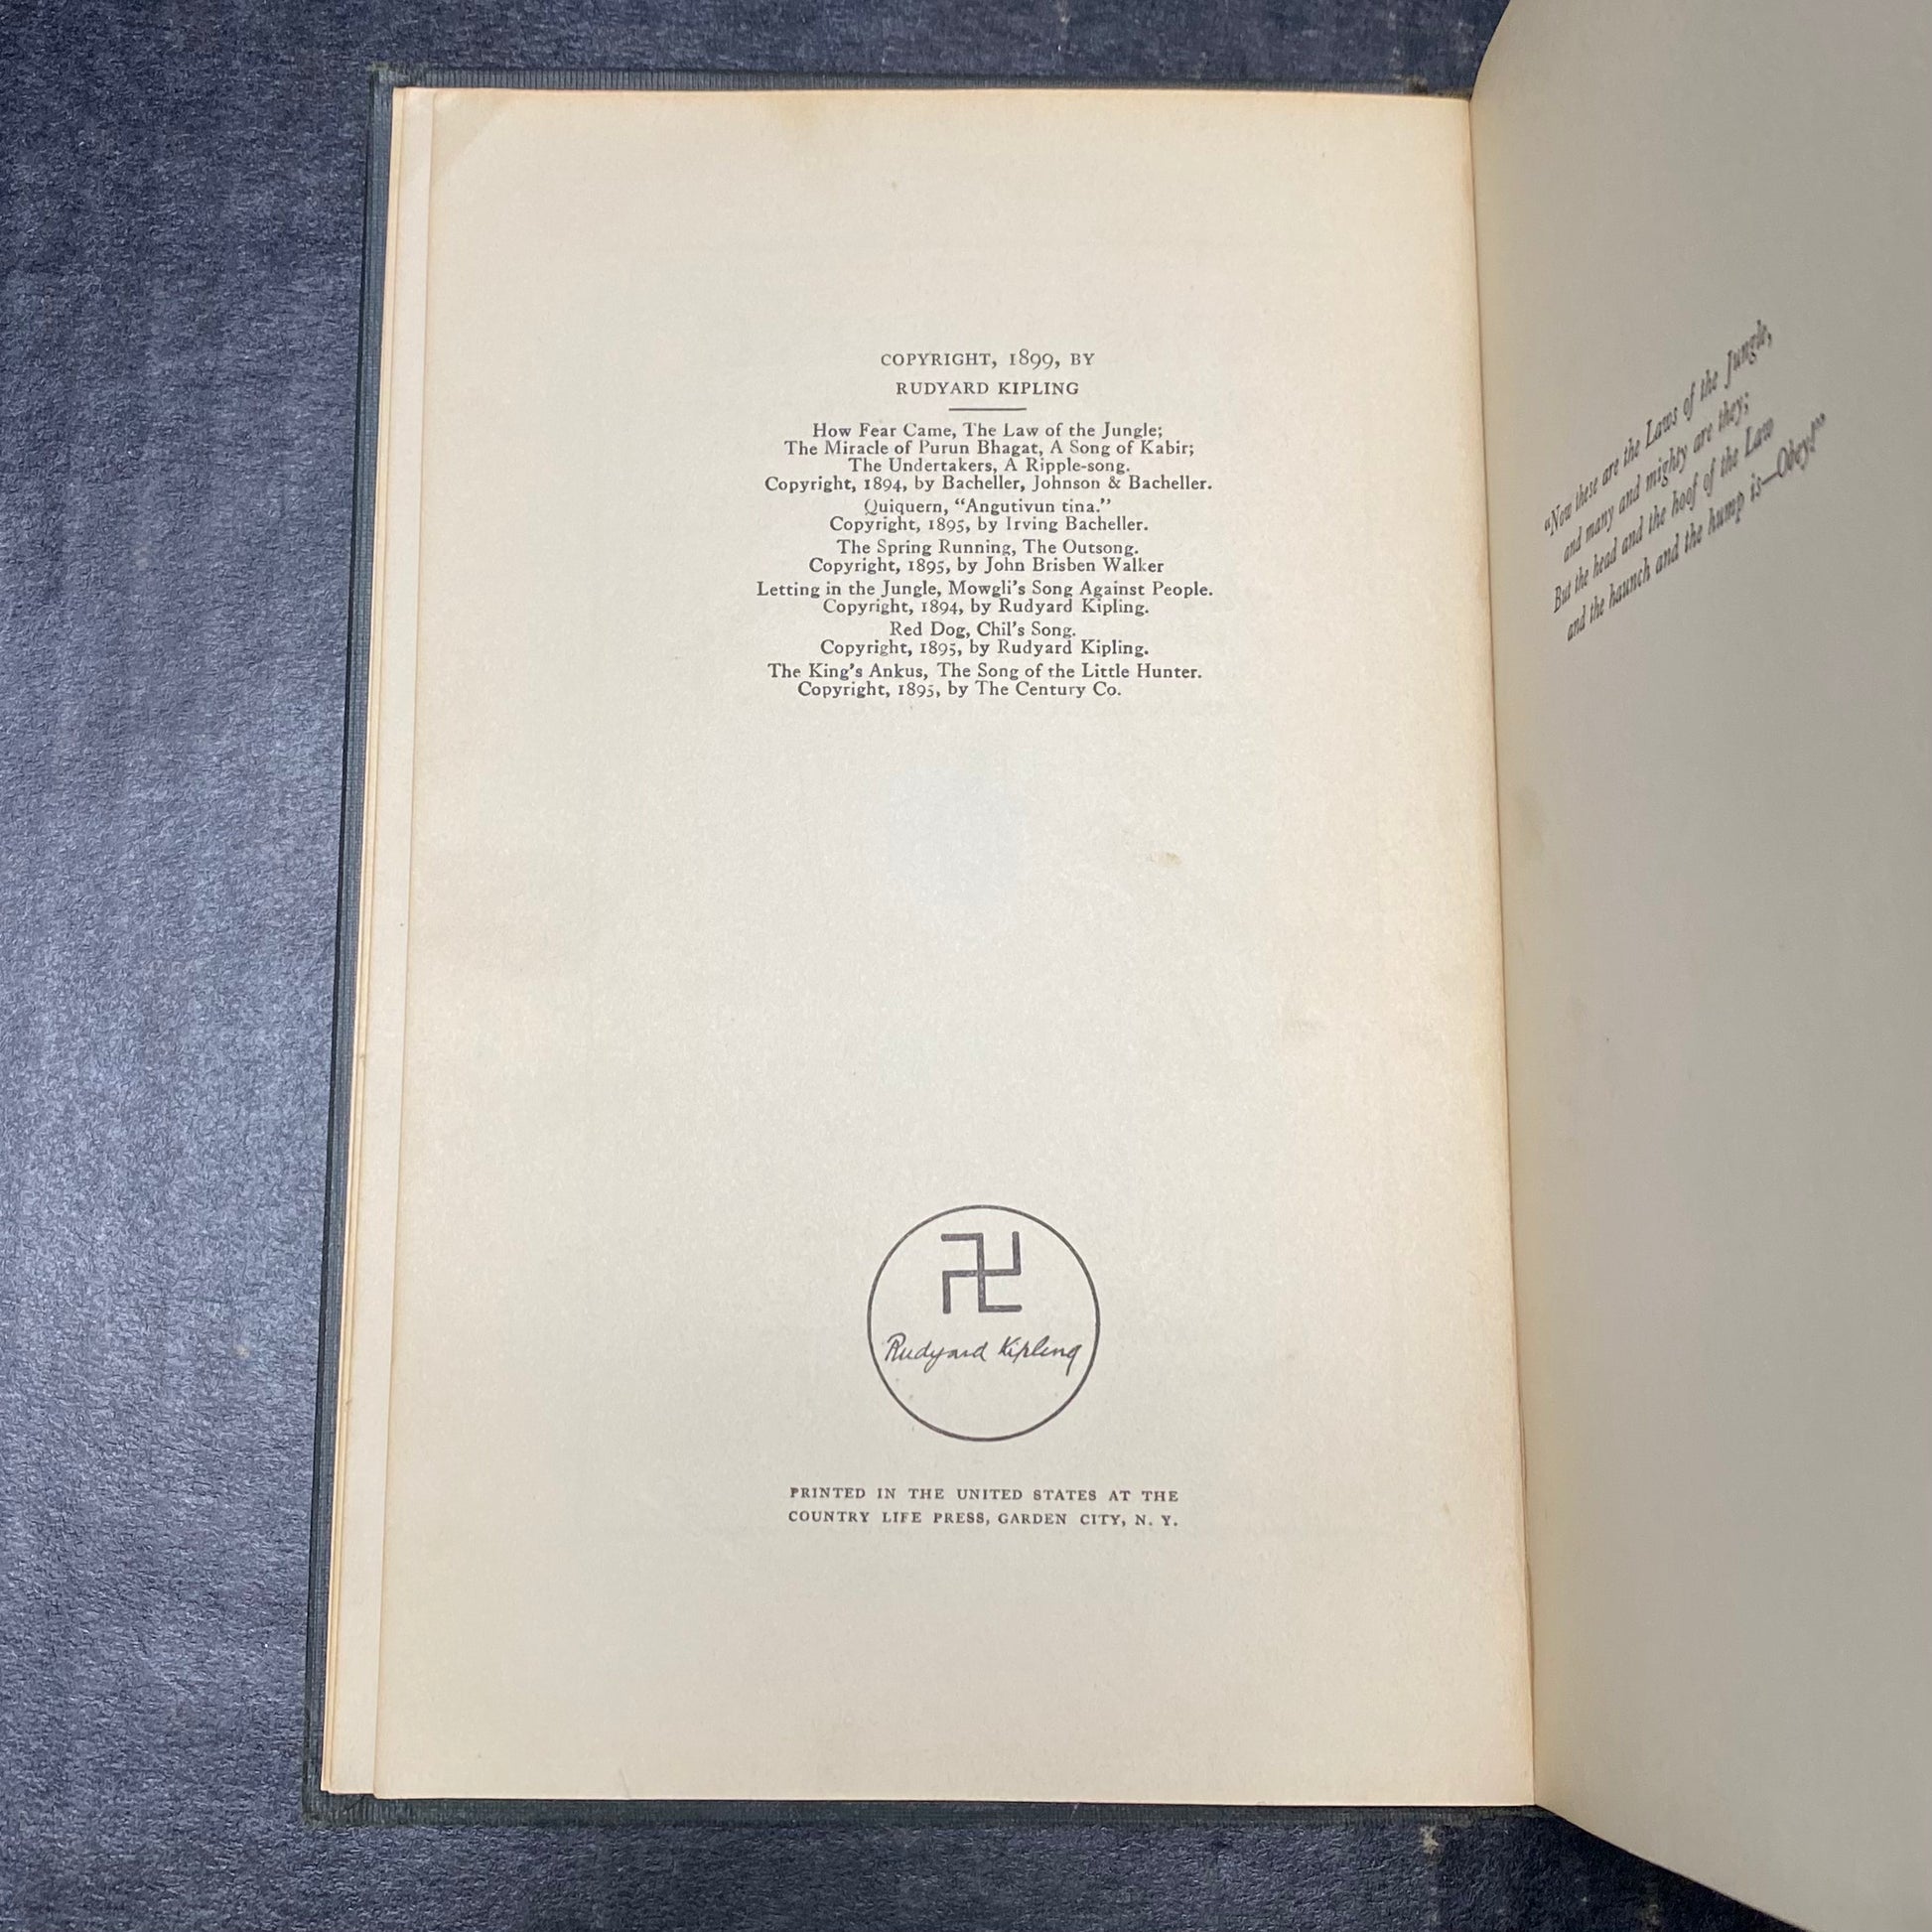 COPYRIGHT, 1899, BY
RUDYARD KIPLING
How Fear Came, The Law of the Jungle;
The Miracle of Purun Bhagat, A Song of Kabir;
The Undertakers, A Ripple-song.
Copyright, 1894, by Bacheller, Johnson & Bacheller.
Quiquern, "Angutivun tina."
Copyright, 1895, by Irving Bacheller.
The Spring Running, The Outsong.
Copyright, 1895, by John Brisben Walker
Letting in the Jungle, Mowgli's Song Against People.
Copyright, 1894, by Rudyard Kipling.
Red Dog, Chil's Song.
Copyright, 1895, by Rudyard Kipling.
The King's Ankus, The Song of the Little Hunter.
Copyright, 1895, by The Century Co.
卍
Rudyard Kipling
PRINTED IN THE UNITED STATES AT THE
COUNTRY LIFE PRESS, GARDEN CITY, N. Y.
"Now these are the Laws of the Jungle,
and many and mighty are they;
But the head and the hoof of the Law
and the haunch and the hump is—Obey!"